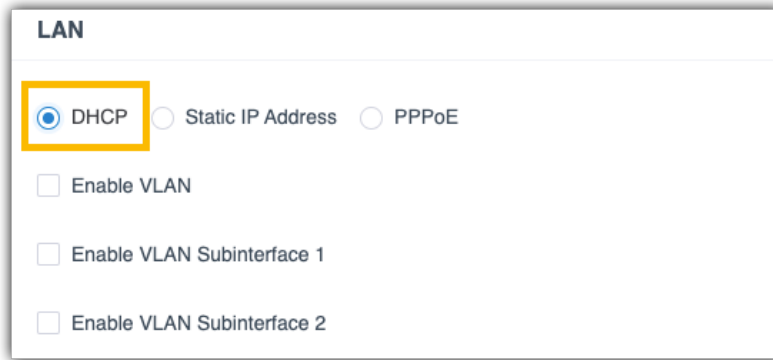 LAN
DHCP Static IP Address PPPoE
Enable VLAN
Enable VLAN Subinterface 1
Enable VLAN Subinterface 2